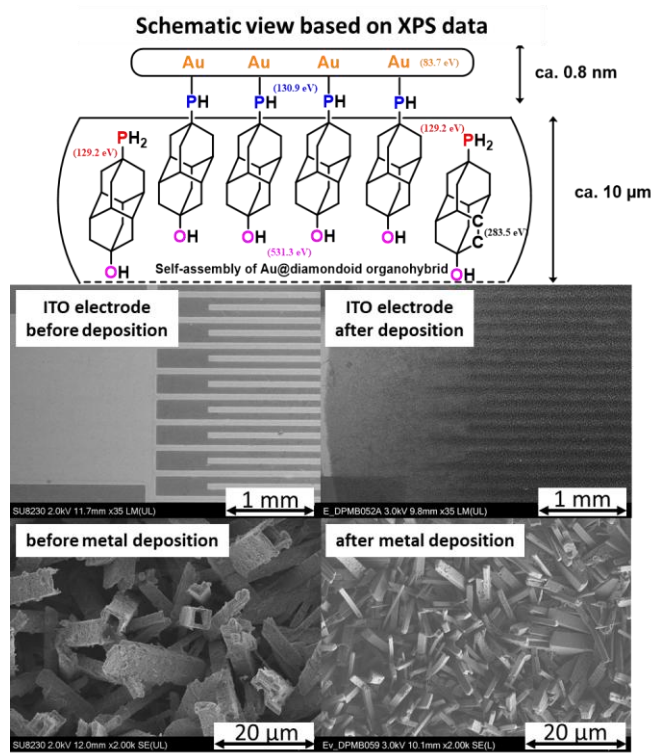 Schematic view based on XPS data
Au Au Au Au (83.7 eV)
ca. 0.8 nm
(130.9 eV)
PH PH PH PH
PH2 (129.2 eV) PH
(129.2 eV)
ca. 10 μm
C
C (283.5 eV)
OH OH OH OH
OH (531.3 eV) OH
Self-assembly of Au@diamondoid organohybrid
ITO electrode
before deposition
ITO electrode
after deposition
1 mm
1 mm
SU8230 2.0kV 11.7mm x35 LM(UL)
E_DPMB052A 3.0kV 9.8mm x35 LM(UL)
before metal deposition
after metal deposition
20 μm
20 μm
SU8230 2.0kV 12.0mm x2.00k SE(UL)
Ev_DPMB059 3.0kV 10.1mm x2.00k SE(L)